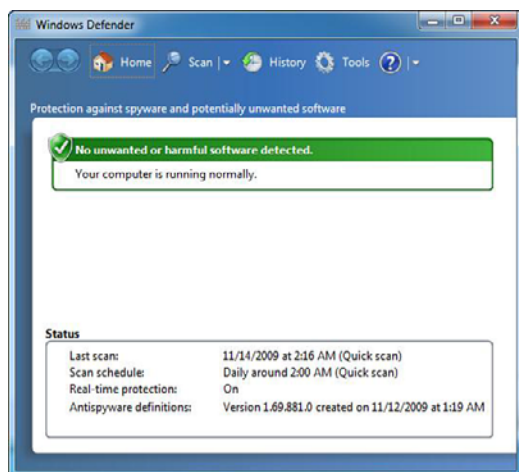 Windows Defender
Home Scan History Tools ?
Protection against spyware and potentially unwanted software
No unwanted or harmful software detected.
Your computer is running normally.
Status
Last scan: 11/14/2009 at 2:16 AM (Quick scan)
Scan schedule: Daily around 2:00 AM (Quick scan)
Real-time protection: On
Antispyware definitions: Version 1.69.881.0 created on 11/12/2009 at 1:19 AM